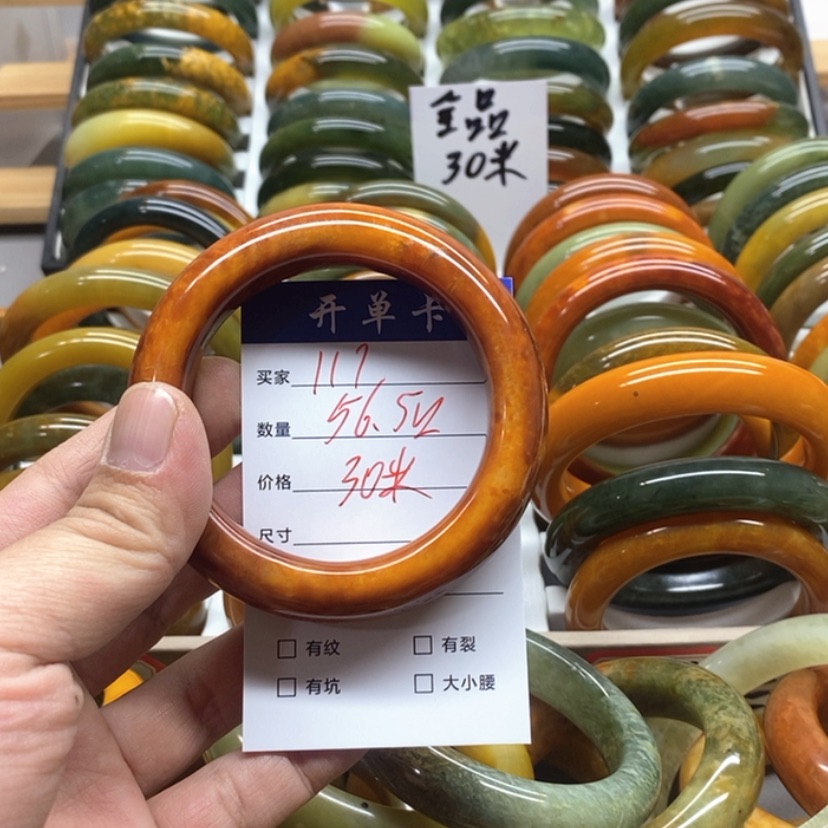 全品
30米
开单卡
买家 117
数量 56.5
价格 30米
尺寸
有纹
有裂
有坑
大小腰